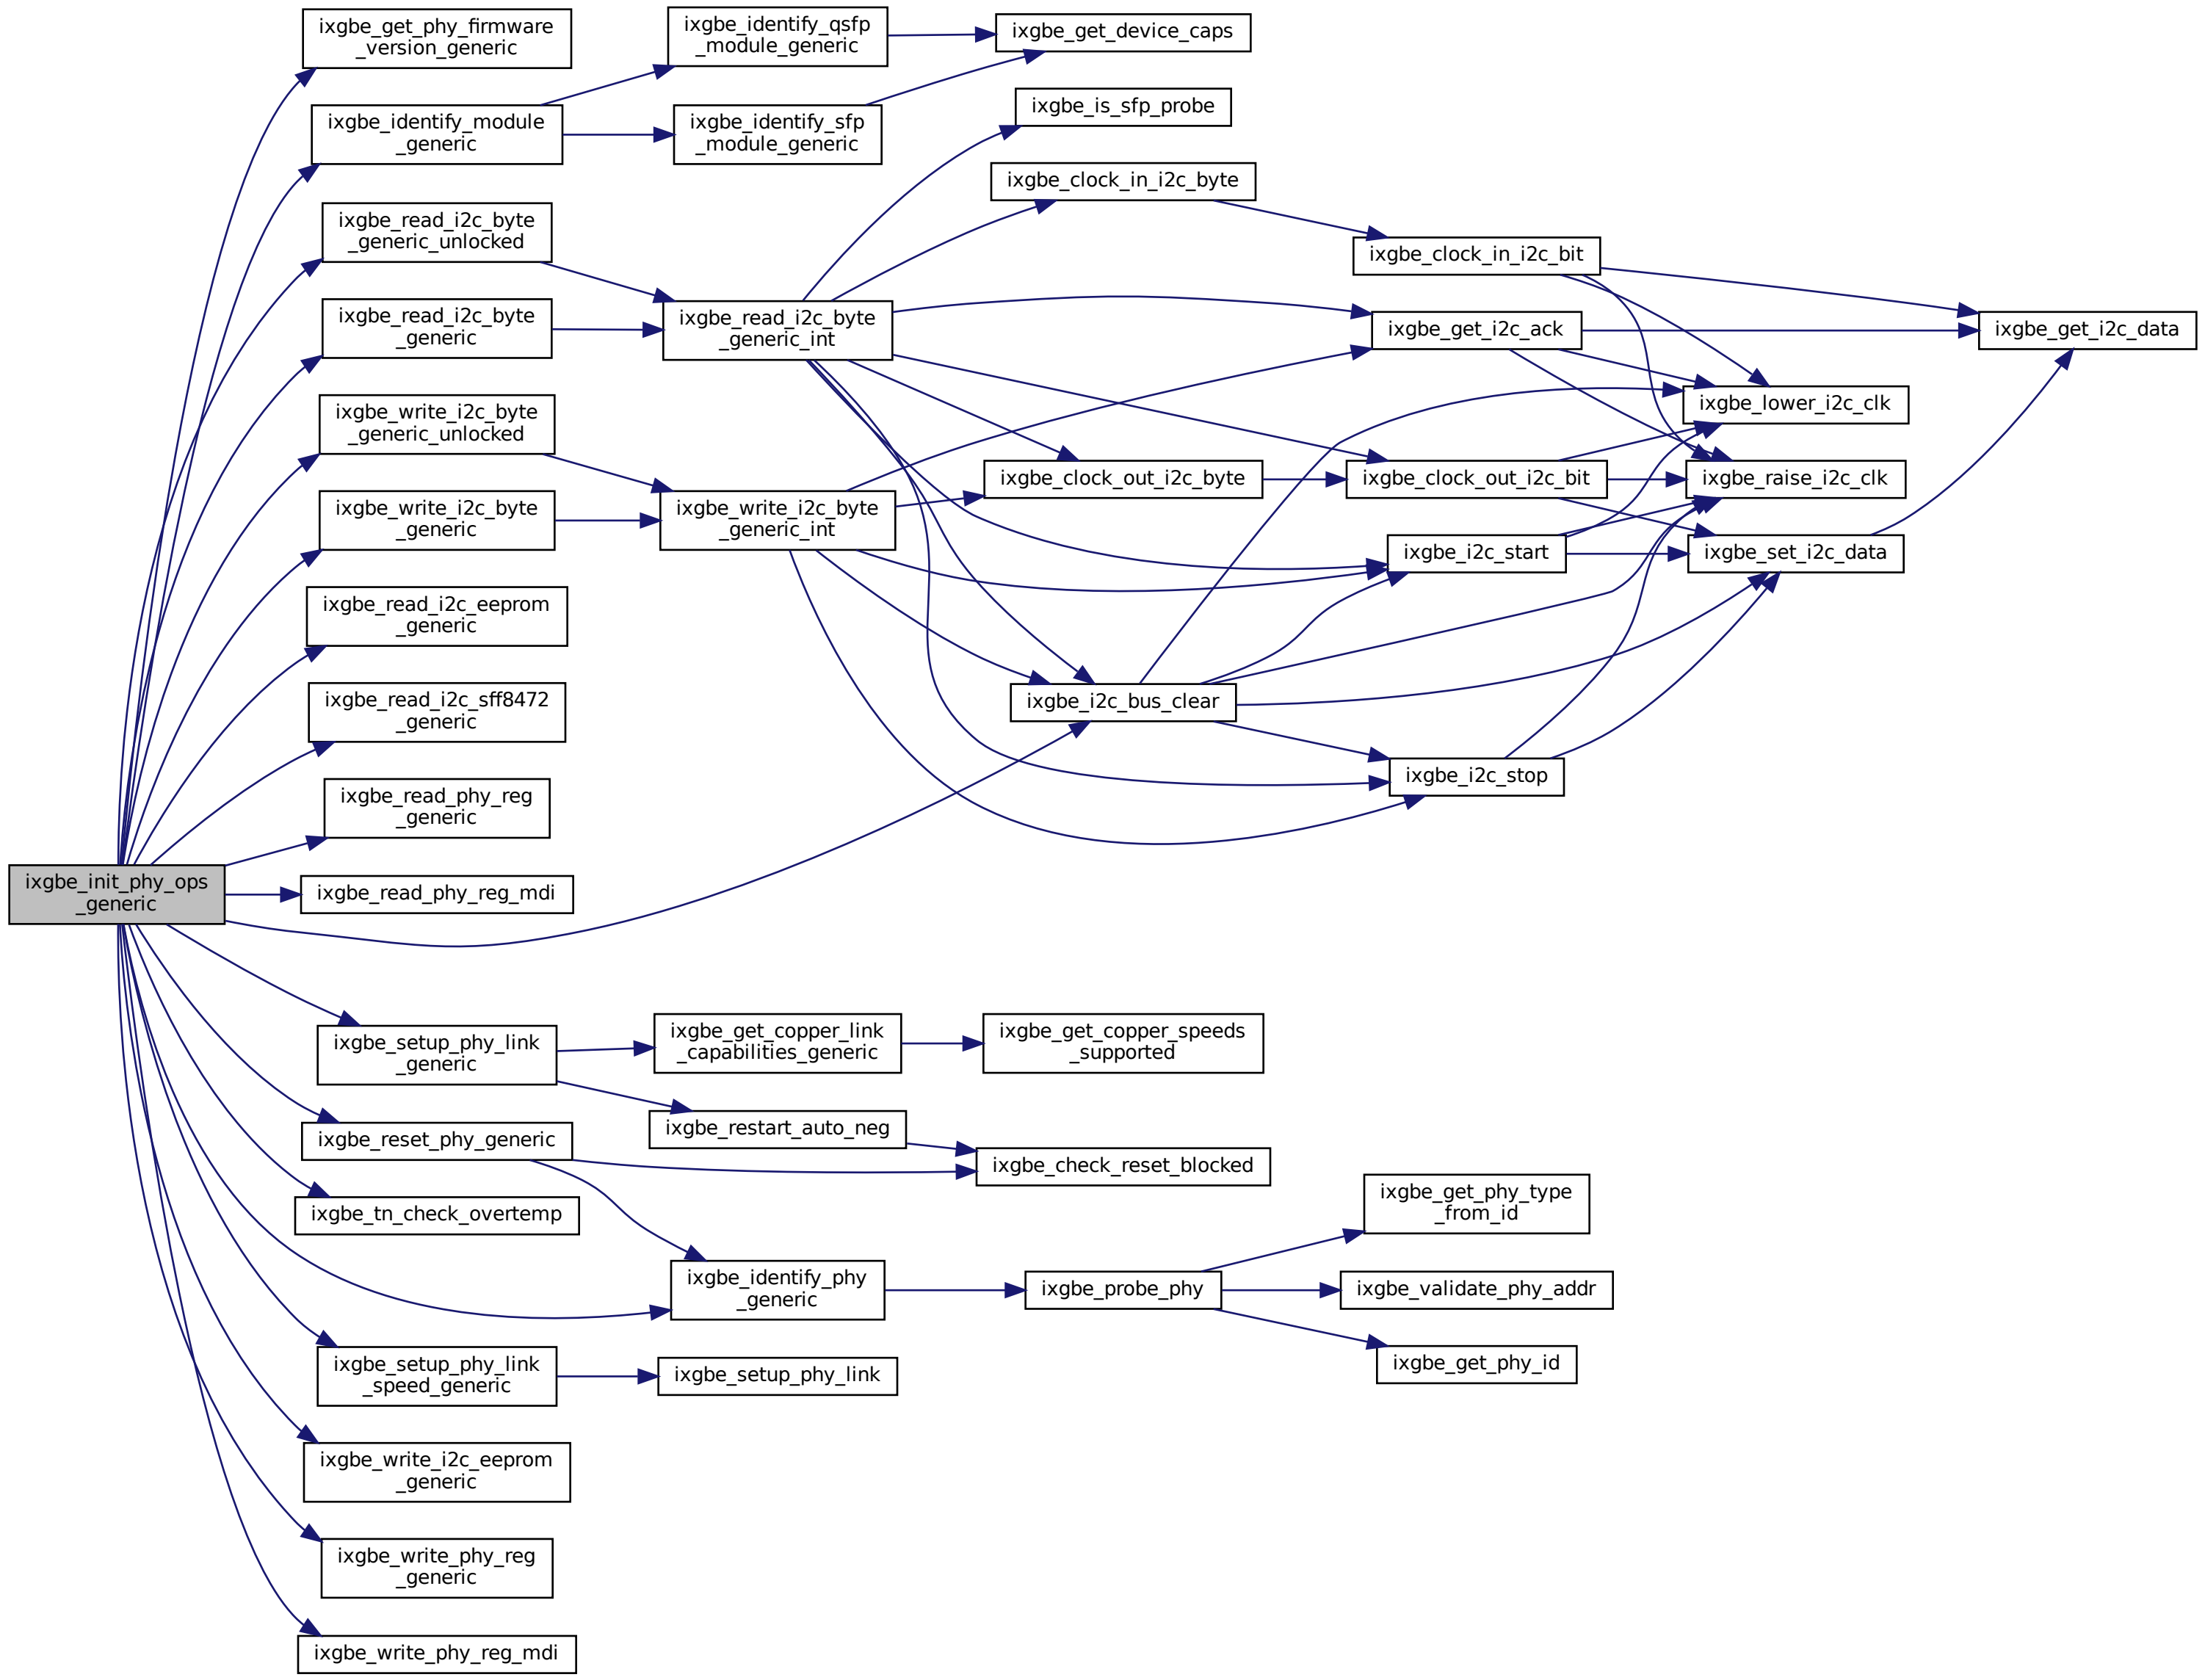 ixgbe_init_phy_ops
_generic
ixgbe_get_phy_firmware
_version_generic
ixgbe_identify_module
_generic
ixgbe_read_i2c_byte
_generic_unlocked
ixgbe_read_i2c_byte
_generic
ixgbe_write_i2c_byte
_generic_unlocked
ixgbe_write_i2c_byte
_generic
ixgbe_read_i2c_eeprom
_generic
ixgbe_read_i2c_sff8472
_generic
ixgbe_read_phy_reg
_generic
ixgbe_read_phy_reg_mdi
ixgbe_setup_phy_link
_generic
ixgbe_reset_phy_generic
ixgbe_tn_check_overtemp
ixgbe_setup_phy_link
_speed_generic
ixgbe_write_i2c_eeprom
_generic
ixgbe_write_phy_reg
_generic
ixgbe_write_phy_reg_mdi
ixgbe_identify_qsfp
_module_generic
ixgbe_identify_sfp
_module_generic
ixgbe_read_i2c_byte
_generic_int
ixgbe_write_i2c_byte
_generic_int
ixgbe_get_copper_link
_capabilities_generic
ixgbe_restart_auto_neg
ixgbe_identify_phy
_generic
ixgbe_setup_phy_link
ixgbe_get_device_caps
ixgbe_is_sfp_probe
ixgbe_clock_in_i2c_byte
ixgbe_clock_out_i2c_byte
ixgbe_i2c_bus_clear
ixgbe_get_copper_speeds
_supported
ixgbe_check_reset_blocked
ixgbe_probe_phy
ixgbe_clock_in_i2c_bit
ixgbe_get_i2c_ack
ixgbe_clock_out_i2c_bit
ixgbe_i2c_start
ixgbe_i2c_stop
ixgbe_get_phy_type
_from_id
ixgbe_validate_phy_addr
ixgbe_get_phy_id
ixgbe_lower_i2c_clk
ixgbe_raise_i2c_clk
ixgbe_set_i2c_data
ixgbe_get_i2c_data